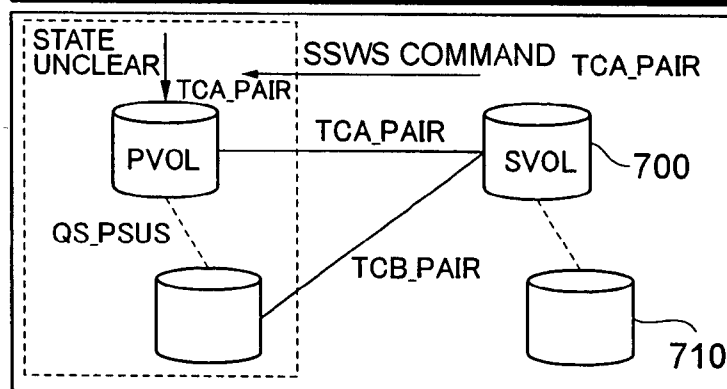 STATE
UNCLEAR
SSWS COMMAND
TCA_PAIR
TCA_PAIR
TCA_PAIR
PVOL
SVOL
700
QS_PSUS
TCB_PAIR
710